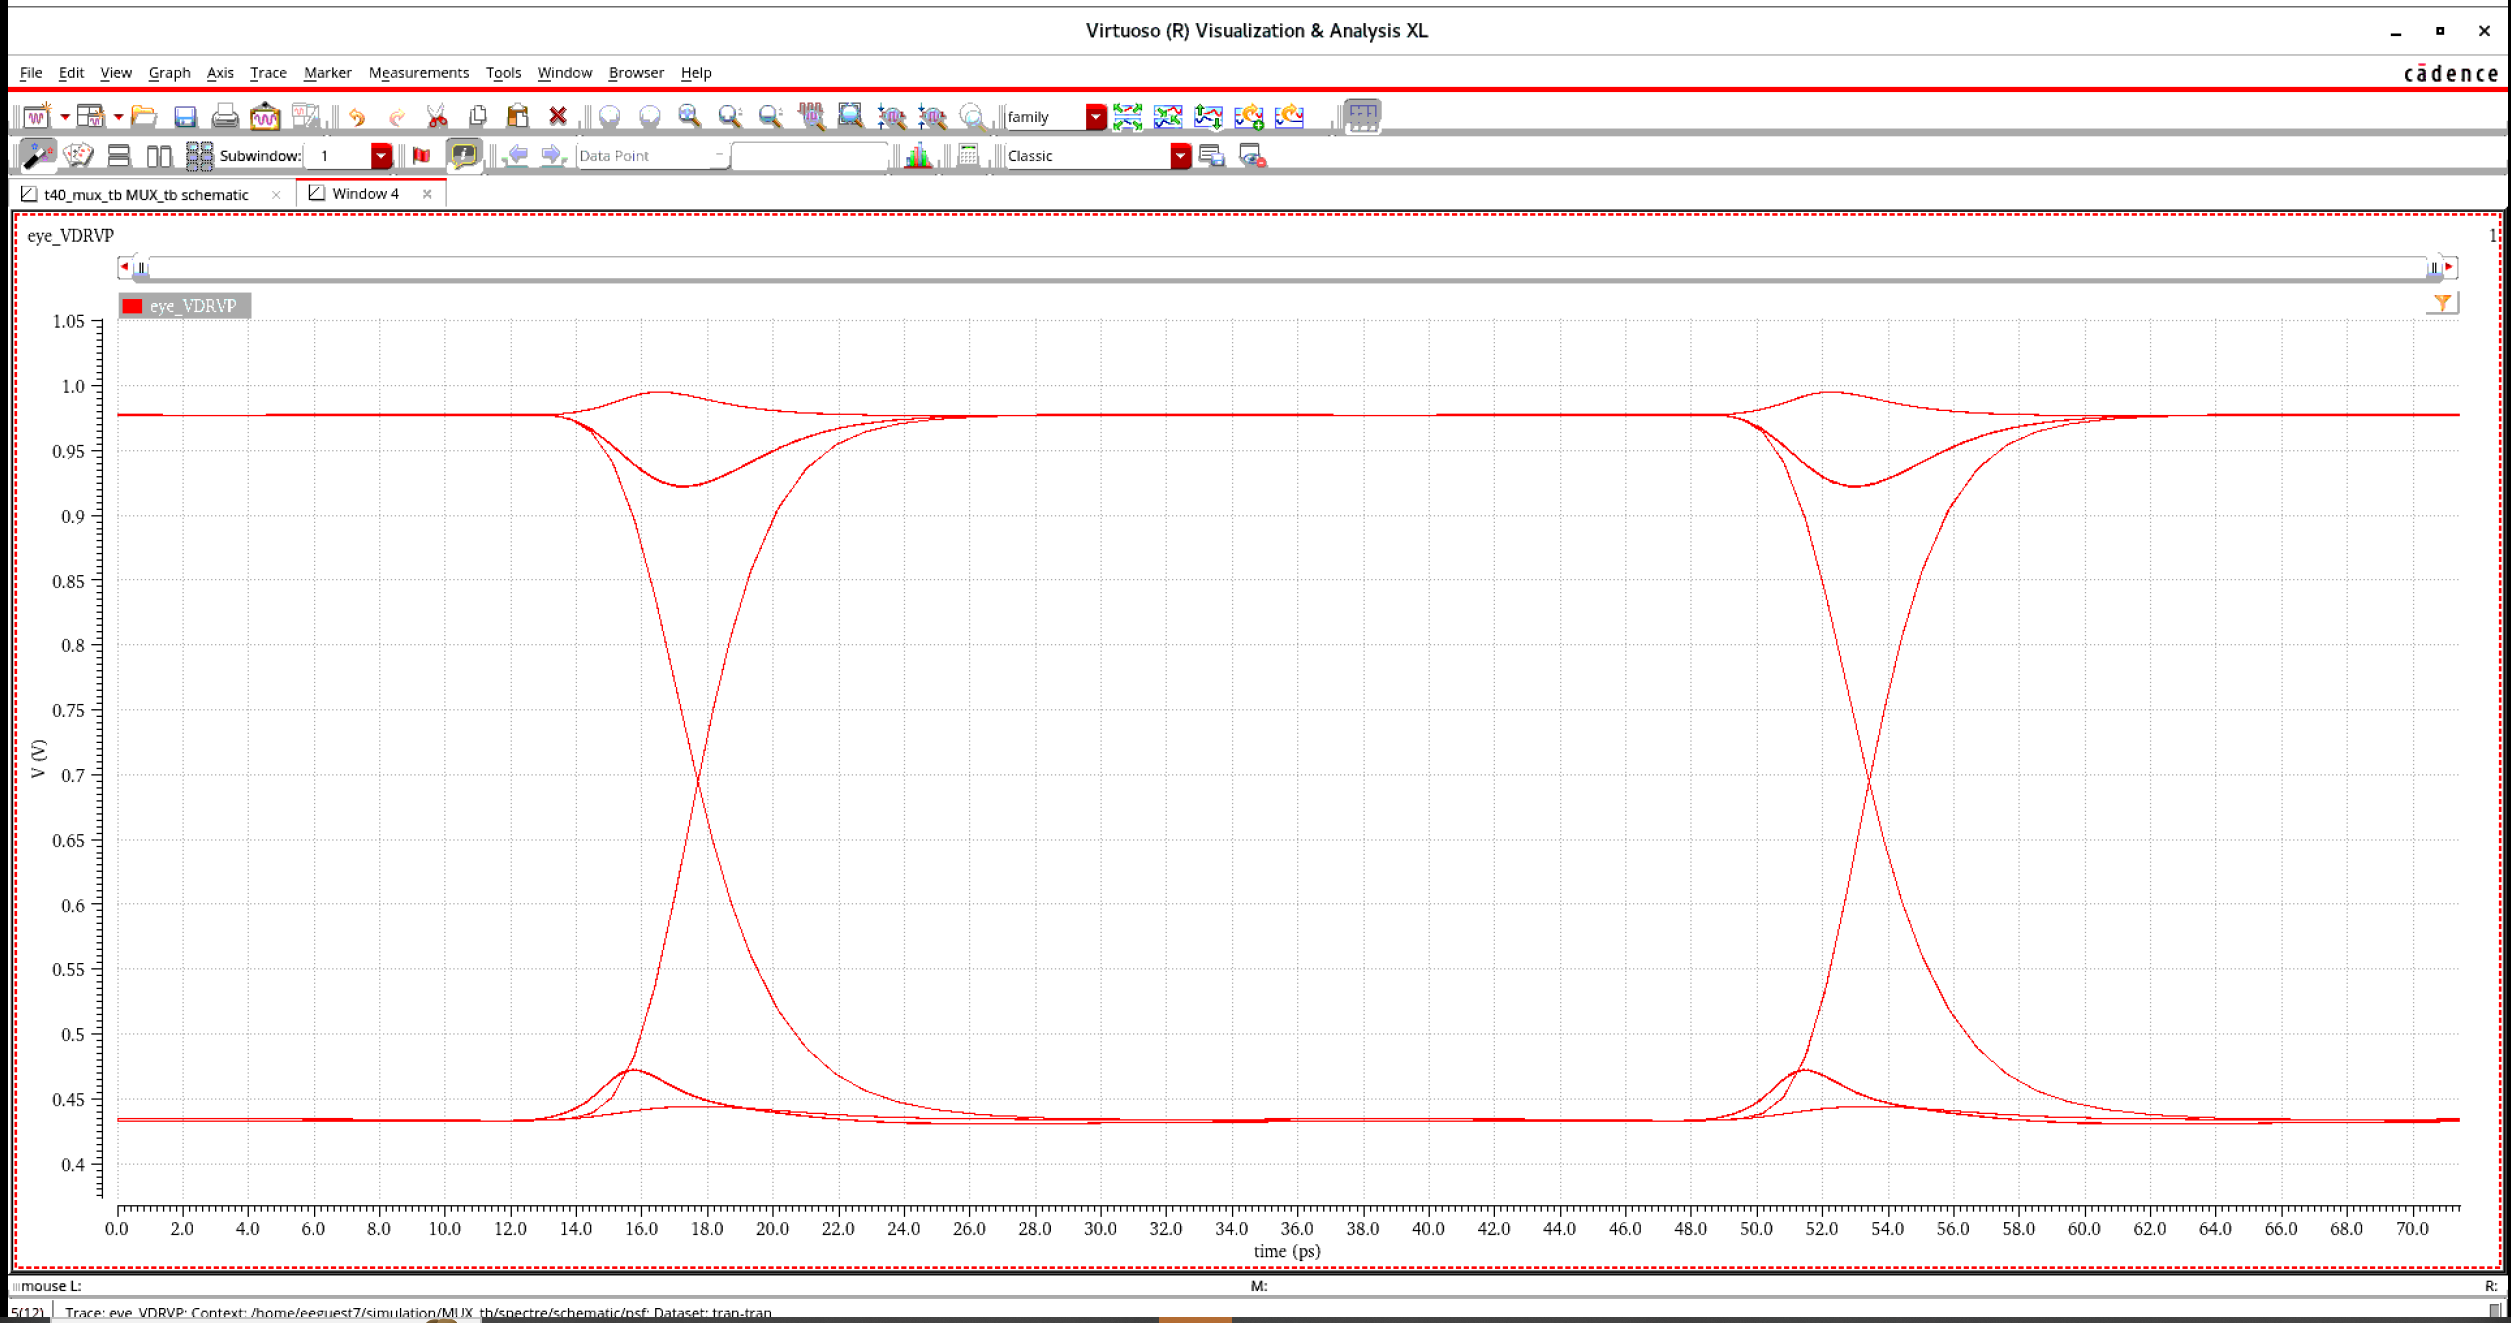 Virtuoso (R) Visualization & Analysis XL
File Edit View Graph Axis Trace Marker Measurements Tools Window Browser Help
cādence
family
Subwindow: 1 Data Point Classic
t40_mux_tb MUX_tb schematic Window 4
eye_VDRVP
1
eye_VDRVP
1.05
1.0
0.95
0.9
0.85
0.8
0.75
0.7
0.65
0.6
0.55
0.5
0.45
0.4
V (V)
0.0 2.0 4.0 6.0 8.0 10.0 12.0 14.0 16.0 18.0 20.0 22.0 24.0 26.0 28.0 30.0 32.0 34.0 36.0 38.0 40.0 42.0 44.0 46.0 48.0 50.0 52.0 54.0 56.0 58.0 60.0 62.0 64.0 66.0 68.0 70.0
time (ps)
mouse L: M: R:
5(12) Trace: eye_VDRVP; Context: /home/eeguest7/simulation/MUX_tb/spectre/schematic/psf; Dataset: tran-tran